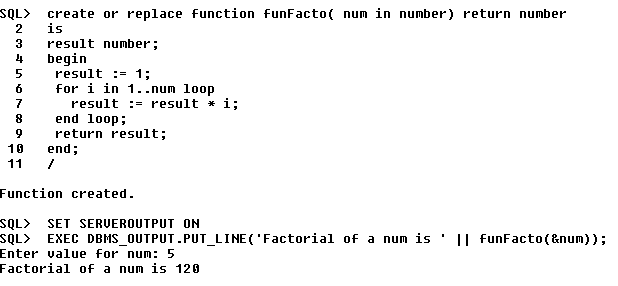 SQL>  create or replace function funFacto( num in number) return number
  2   is
  3   result number;
  4   begin
  5    result := 1;
  6    for i in 1..num loop
  7      result := result * i;
  8    end loop;
  9    return result;
 10   end;
 11   /

Function created.

SQL>  SET SERVEROUTPUT ON
SQL>  EXEC DBMS_OUTPUT.PUT_LINE('Factorial of a num is ' || funFacto(&num));
Enter value for num: 5
Factorial of a num is 120